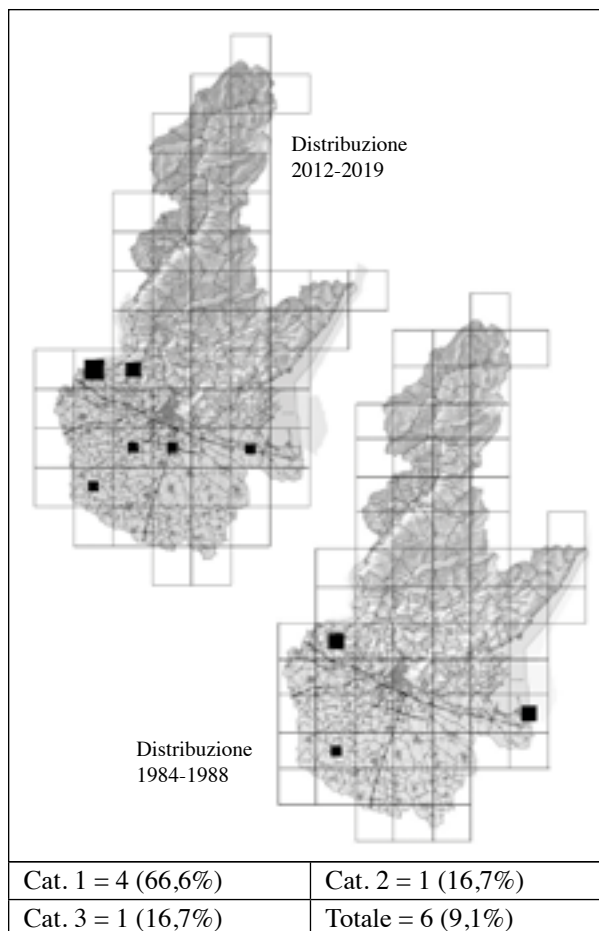 Distribuzione
2012-2019
Distribuzione
1984-1988
Cat. 1 = 4 (66,6%)
Cat. 2 = 1 (16,7%)
Cat. 3 = 1 (16,7%)
Totale = 6 (9,1%)